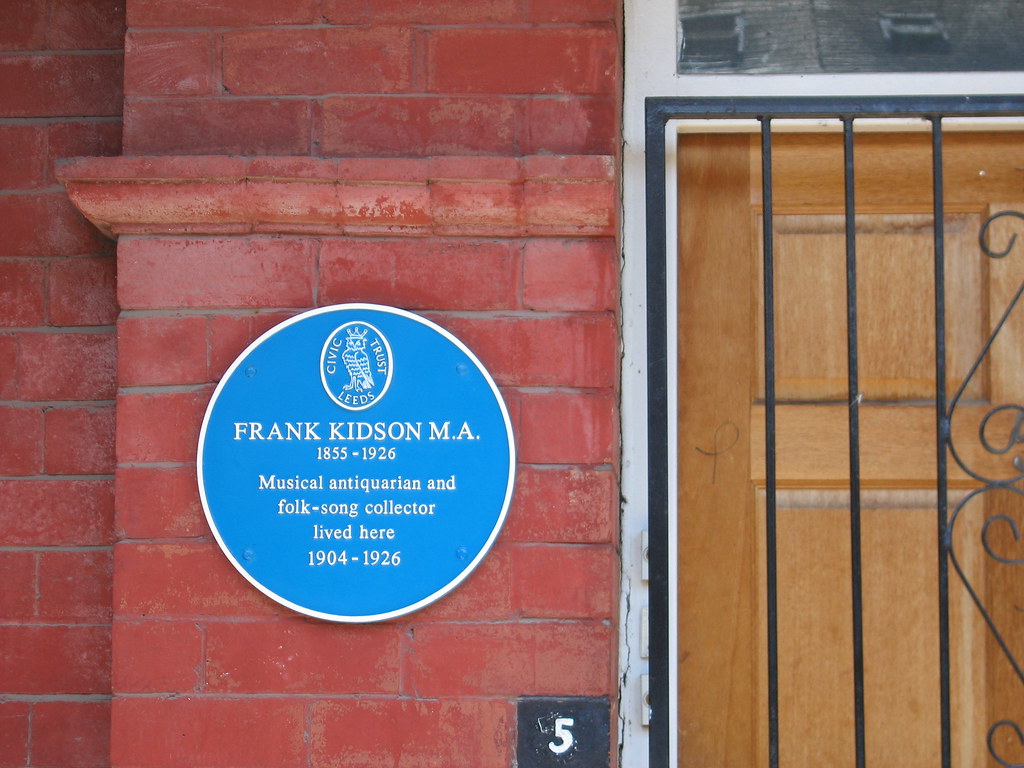 CIVIC TRUST
LEEDS
FRANK KIDSON M.A.
1855 - 1926
Musical antiquarian and
folk-song collector
lived here
1904 - 1926
5